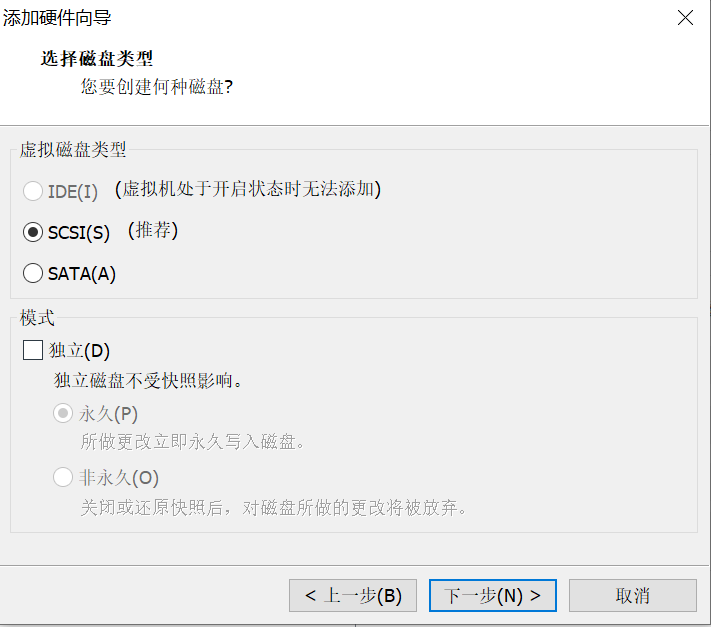 添加硬件向导
选择磁盘类型
您要创建何种磁盘?
虚拟磁盘类型
IDE(I) (虚拟机处于开启状态时无法添加)
SCSI(S) (推荐)
SATA(A)
模式
独立(D)
独立磁盘不受快照影响。
永久(P)
所做更改立即永久写入磁盘。
非永久(O)
关闭或还原快照后，对磁盘所做的更改将被放弃。
< 上一步(B) 下一步(N) > 取消